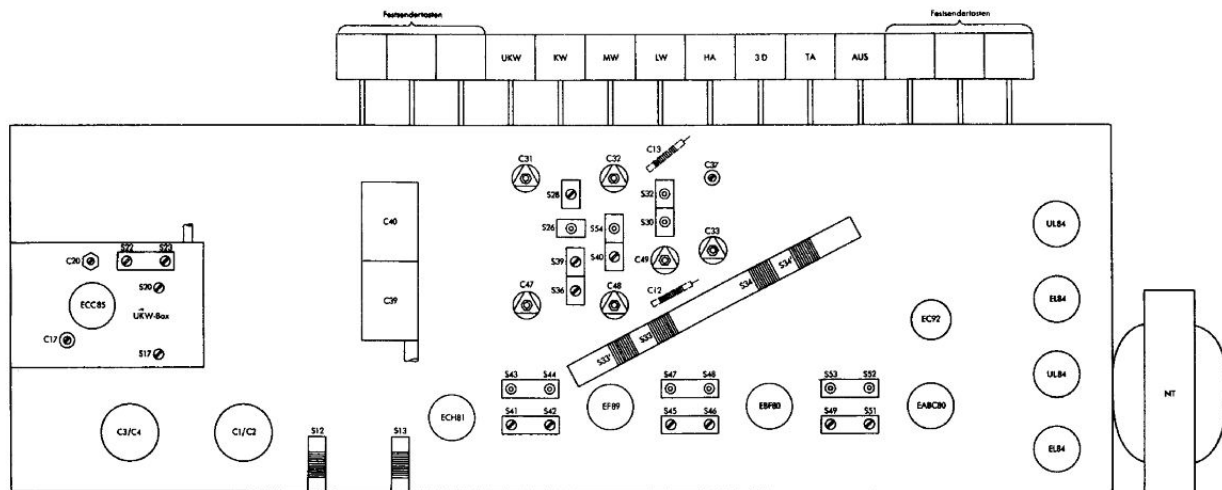 Festsendertasten
Festsendertasten
UKW KW MW LW HA 3D TA AUS
C31 C32 C13 C37
S28 S32
S26 S54 S30
C40
C33
S39 S40 C49
S22 S23
C20
S20
ECC85
UKW-Box
C17
S17
C39
C47 S36 C48 C12
S34 S34'
S33' S33
UL84
EL84
EC92
UL84
EL84
NT
S43 S44 S47 S48 S53 S52
ECH81 EF89 EBF80 EABC80
S41 S42 S45 S46 S49 S51
C3/C4 C1/C2
S12 S13